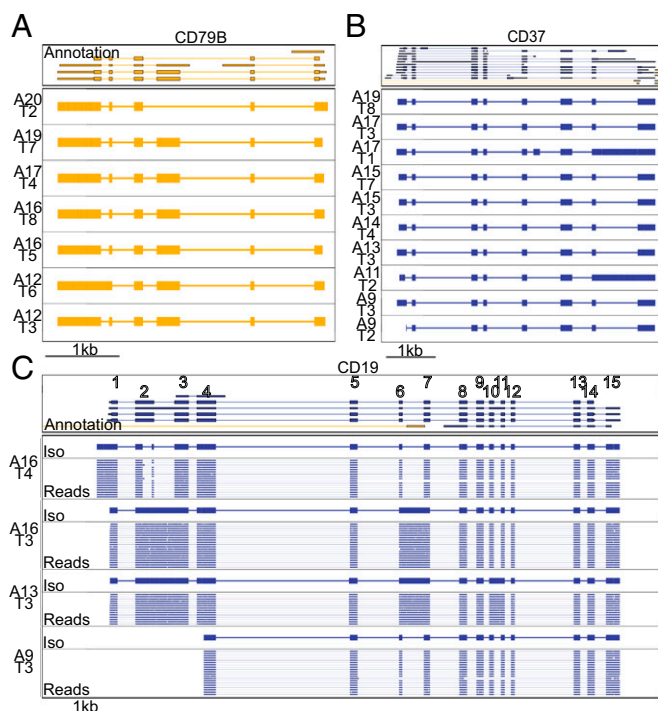 A
CD79B
Annotation
A20
T2
A19
T7
A17
T4
A16
T8
A16
T5
A12
T6
A12
T3
1kb
B
CD37
A19
T8
A17
T3
A17
T1
A15
T7
A15
T3
A14
T4
A13
T3
A11
T2
A9
T3
A9
T2
1kb
C
CD19
1 2 3 4 5 6 7 8 9 10 11 12 13 14 15
Annotation
A16
T4
Iso
Reads
A16
T3
Iso
Reads
A13
T3
Iso
Reads
A9
T3
Iso
Reads
1kb